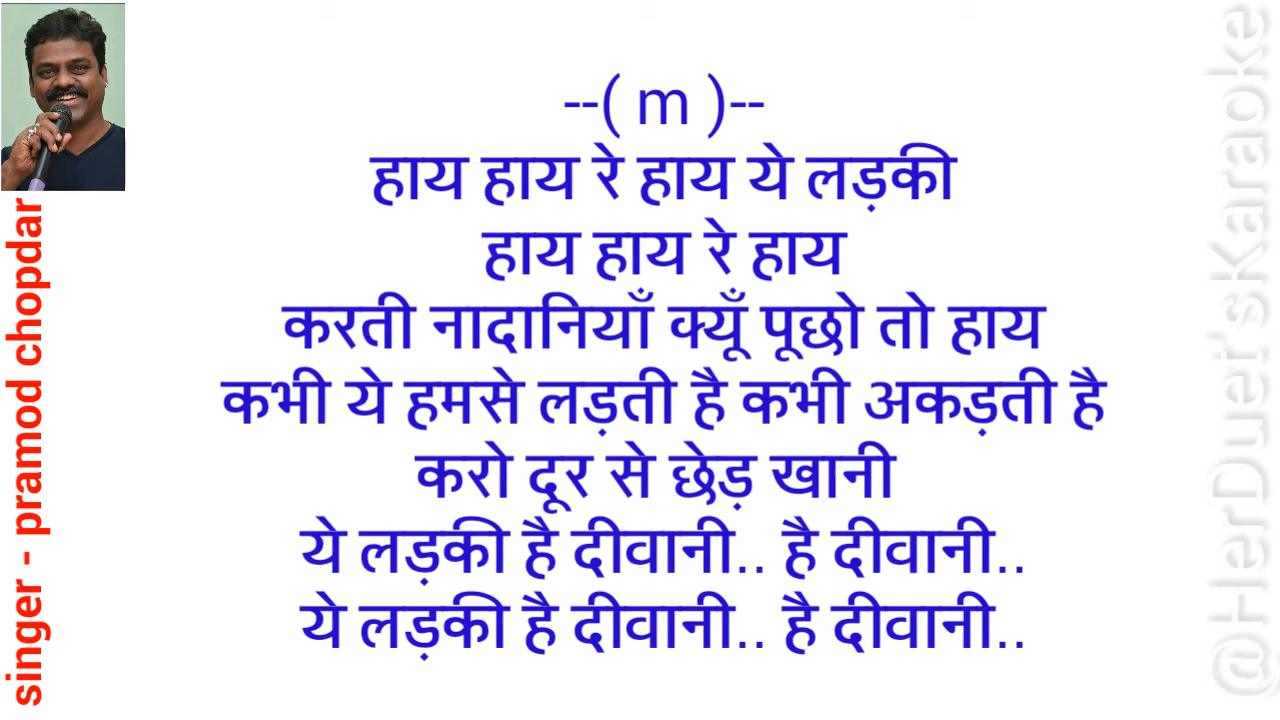 --( m )--
हाय हाय रे हाय ये लड़की
हाय हाय रे हाय
करती नादानियाँ क्यूँ पूछो तो हाय
कभी ये हमसे लड़ती है कभी अकड़ती है
करो दूर से छेड़ खानी
ये लड़की है दीवानी.. है दीवानी..
ये लड़की है दीवानी.. है दीवानी..
singer - pramod chopdar
@HerDuet'sKaraoke